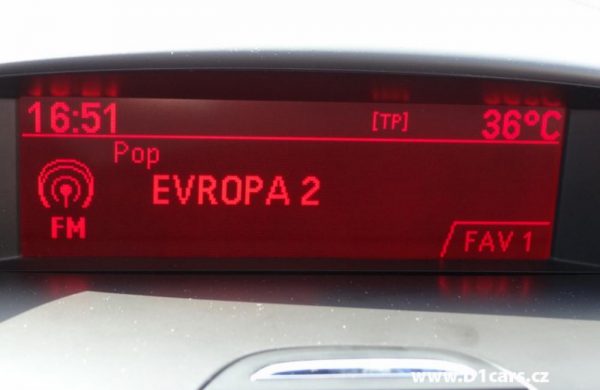 16:51 [TP] 36°C
Pop
EVROPA 2
FM
FAV 1
www.D1cars.cz